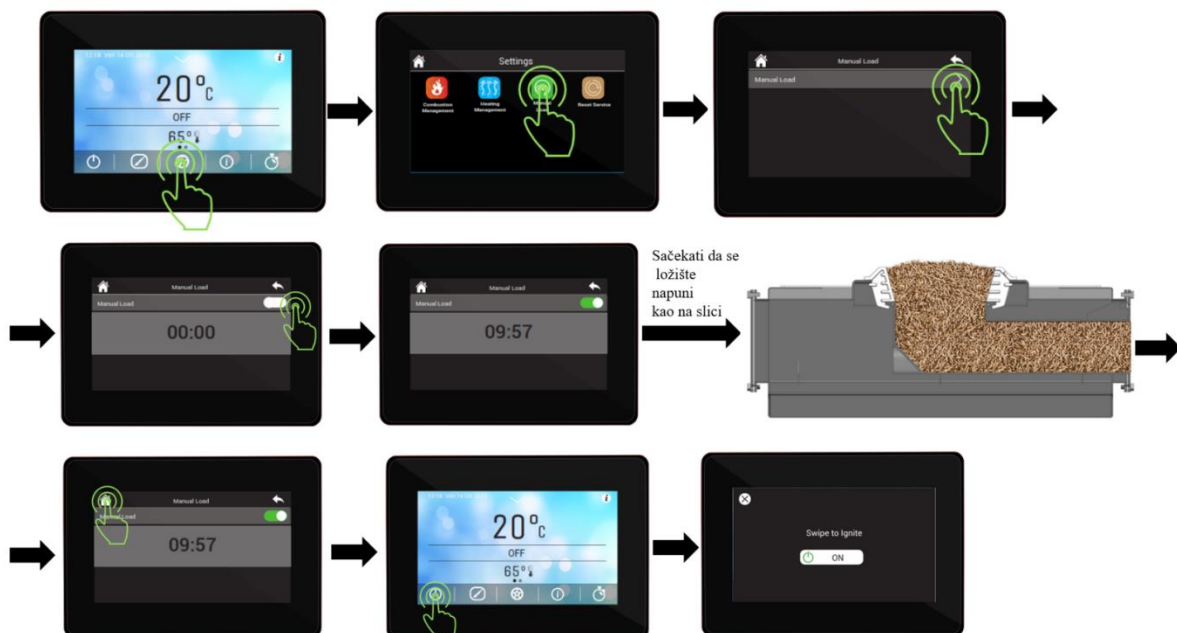 20°C
OFF
65°
Settings
Combustion Management
Heating Management
Manual
Reset Service
Manual Load
Manual Load
Manual Load
Manual Load
00:00
Manual Load
Manual Load
09:57
Sačekati da se
ložište
napuni
kao na slici
Manual Load
Manual Load
09:57
20°C
OFF
65°
Swipe to Ignite
ON